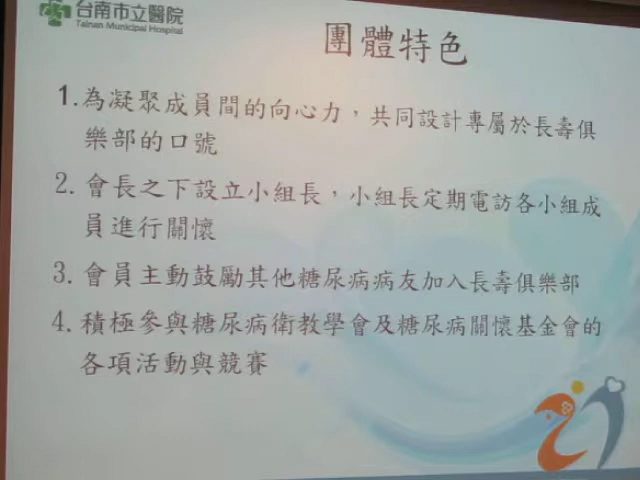 台南市立醫院
Tainan Municipal Hospital
團體特色
1.為凝聚成員間的向心力，共同設計專屬於長壽俱
樂部的口號
2. 會長之下設立小組長，小組長定期電訪各小組成
員進行關懷
3. 會員主動鼓勵其他糖尿病病友加入長壽俱樂部
4. 積極參與糖尿病衛教學會及糖尿病關懷基金會的
各項活動與競賽